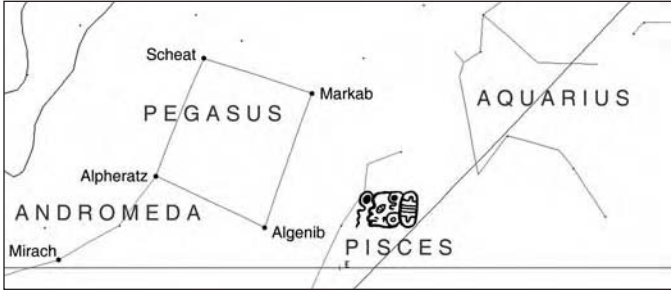 Scheat
Markab
PEGASUS
AQUARIUS
Alpheratz
ANDROMEDA
Algenib
Mirach
PISCES
E